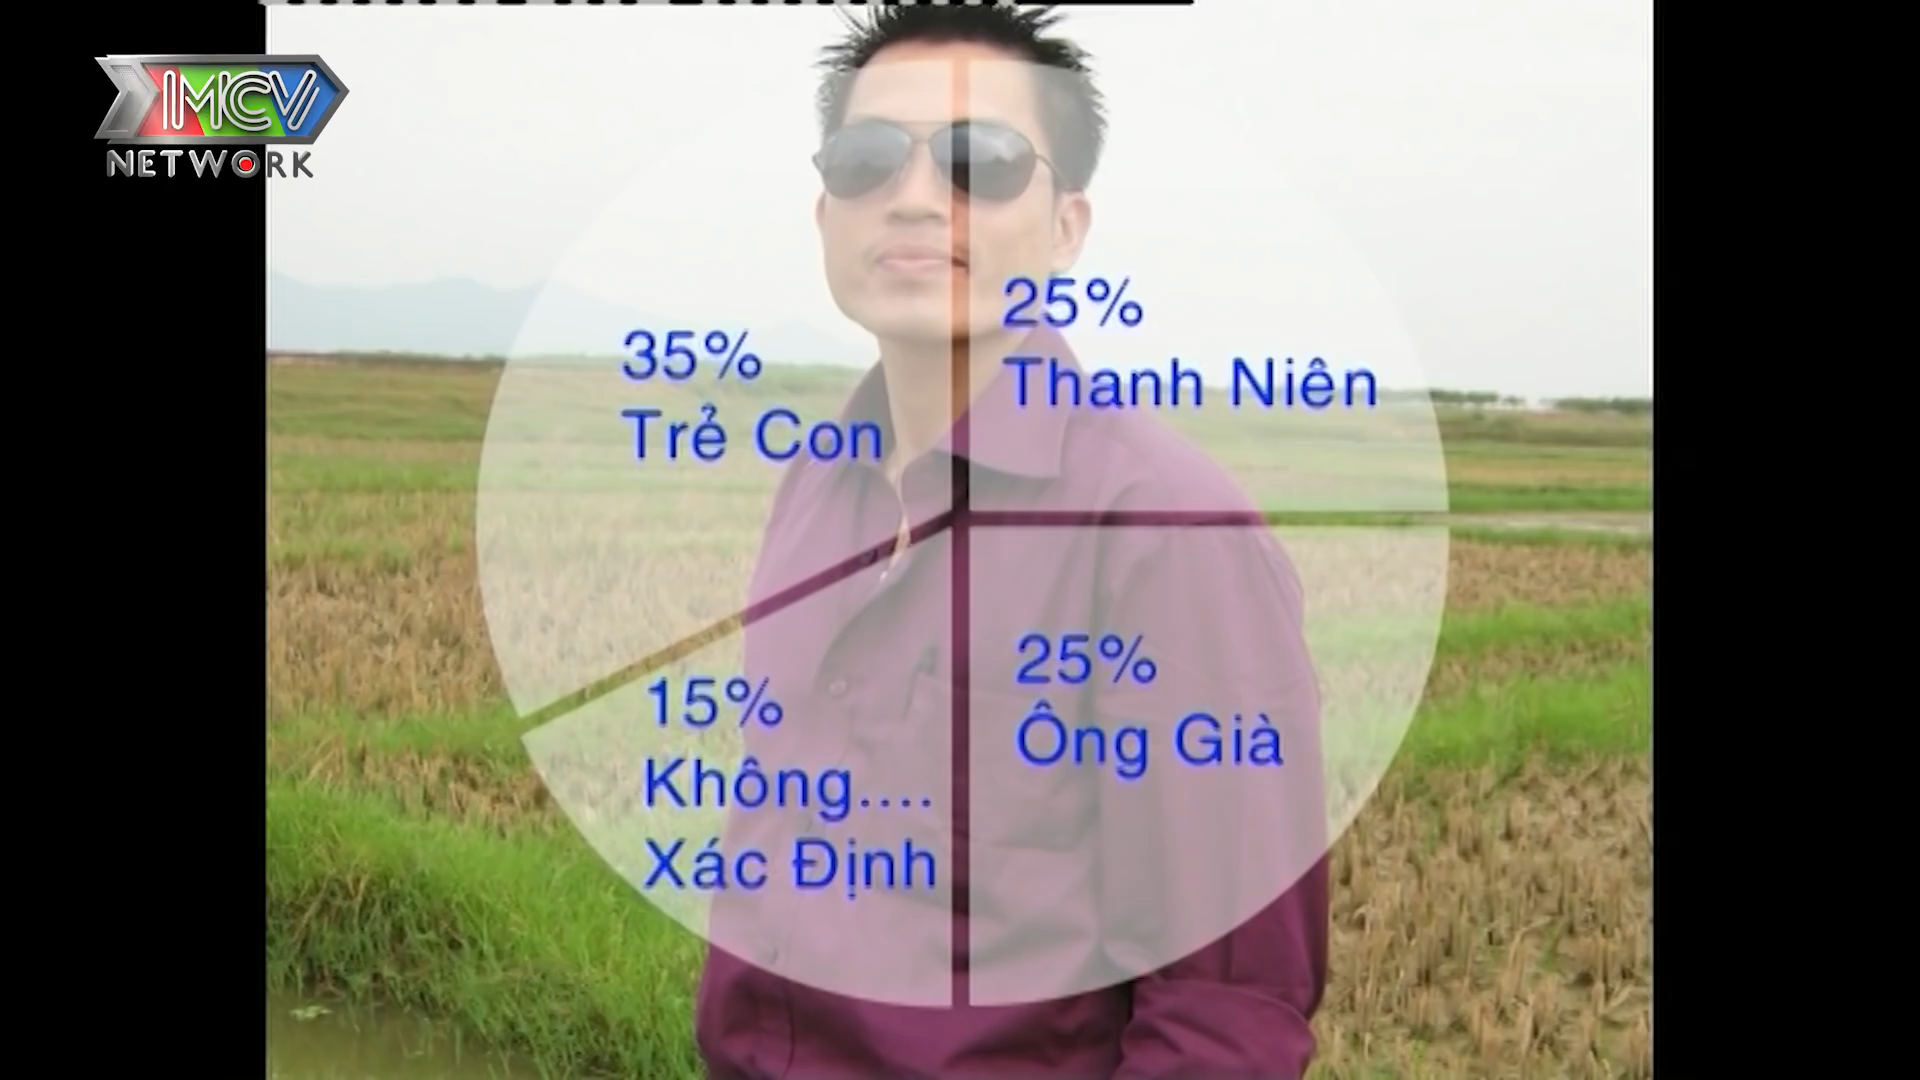 MCV
NETWORK
35%
Trẻ Con
25%
Thanh Niên
15%
Không....
Xác Định
25%
Ông Già